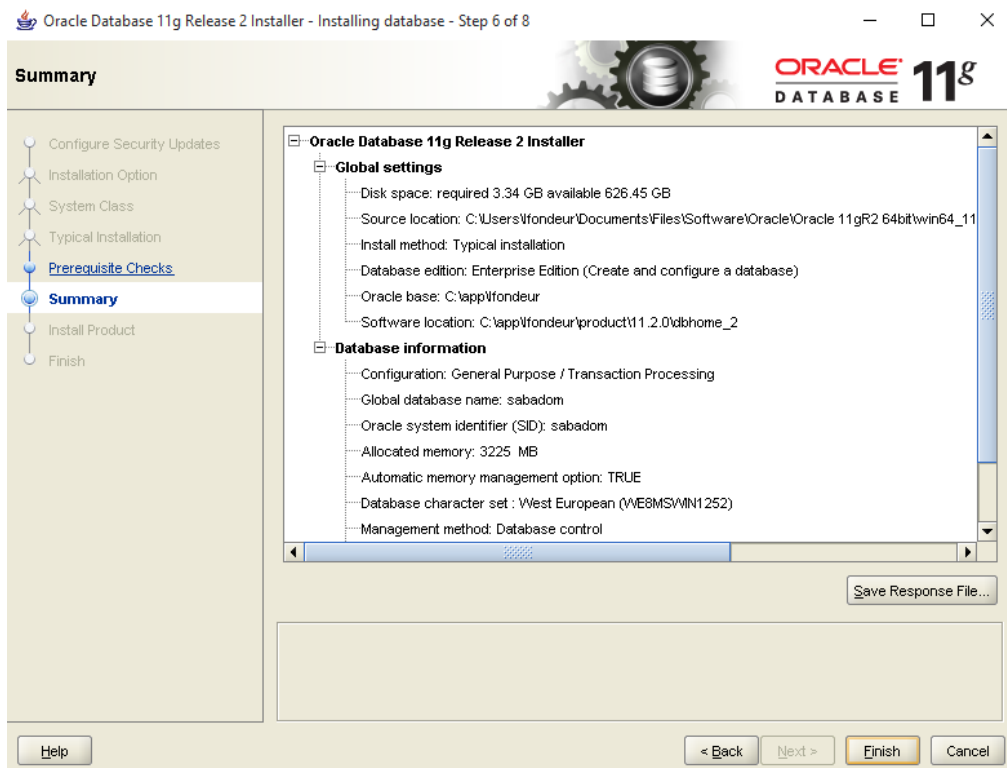 Oracle Database 11g Release 2 Installer - Installing database - Step 6 of 8
Summary
ORACLE
DATABASE 11g
Configure Security Updates
Installation Option
System Class
Typical Installation
Prerequisite Checks
Summary
Install Product
Finish
Oracle Database 11g Release 2 Installer
Global settings
Disk space: required 3.34 GB available 626.45 GB
Source location: C:\Users\lfondeur\Documents\Files\Software\Oracle\Oracle 11gR2 64bit\win64_11
Install method: Typical installation
Database edition: Enterprise Edition (Create and configure a database)
Oracle base: C:\app\lfondeur
Software location: C:\app\lfondeur\product\11.2.0\dbhome_2
Database information
Configuration: General Purpose / Transaction Processing
Global database name: sabadom
Oracle system identifier (SID): sabadom
Allocated memory: 3225 MB
Automatic memory management option: TRUE
Database character set : West European (WE8MSWIN1252)
Management method: Database control
Save Response File...
Help
< Back
Next >
Finish
Cancel